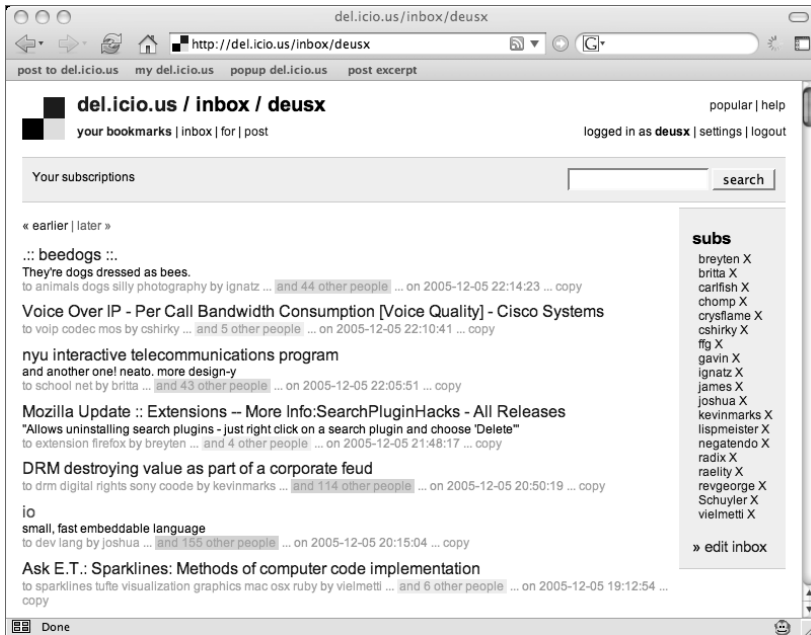 del.icio.us/inbox/deusx
http://del.icio.us/inbox/deusx
G
post to del.icio.us my del.icio.us popup del.icio.us post excerpt
del.icio.us / inbox / deusx
popular | help
your bookmarks | inbox | for | post
logged in as deusx | settings | logout
Your subscriptions
search
« earlier | later »
.:: beedogs ::.
They're dogs dressed as bees.
to animals dogs silly photography by ignatz ... and 44 other people ... on 2005-12-05 22:14:23 ... copy
Voice Over IP - Per Call Bandwidth Consumption [Voice Quality] - Cisco Systems
to voip codec mos by cshirky ... and 5 other people ... on 2005-12-05 22:10:41 ... copy
nyu interactive telecommunications program
and another one! neato. more design-y
to school net by britta ... and 43 other people ... on 2005-12-05 22:05:51 ... copy
Mozilla Update :: Extensions -- More Info:SearchPluginHacks - All Releases
"Allows uninstalling search plugins - just right click on a search plugin and choose 'Delete'"
to extension firefox by breyten ... and 4 other people ... on 2005-12-05 21:48:17 ... copy
DRM destroying value as part of a corporate feud
to drm digital rights sony coode by kevinmarks ... and 114 other people ... on 2005-12-05 20:50:19 ... copy
io
small, fast embeddable language
to dev lang by joshua ... and 155 other people ... on 2005-12-05 20:15:04 ... copy
Ask E.T.: Sparklines: Methods of computer code implementation
to sparklines tufte visualization graphics mac osx ruby by vielmetti ... and 6 other people ... on 2005-12-05 19:12:54 ...
copy
subs
breyten X
britta X
carlfish X
chomp X
crysflame X
cshirky X
ffg X
gavin X
ignatz X
james X
joshua X
kevinmarks X
lispmeister X
negatendo X
radix X
raelity X
revgeorge X
Schuyler X
vielmetti X
» edit inbox
Done